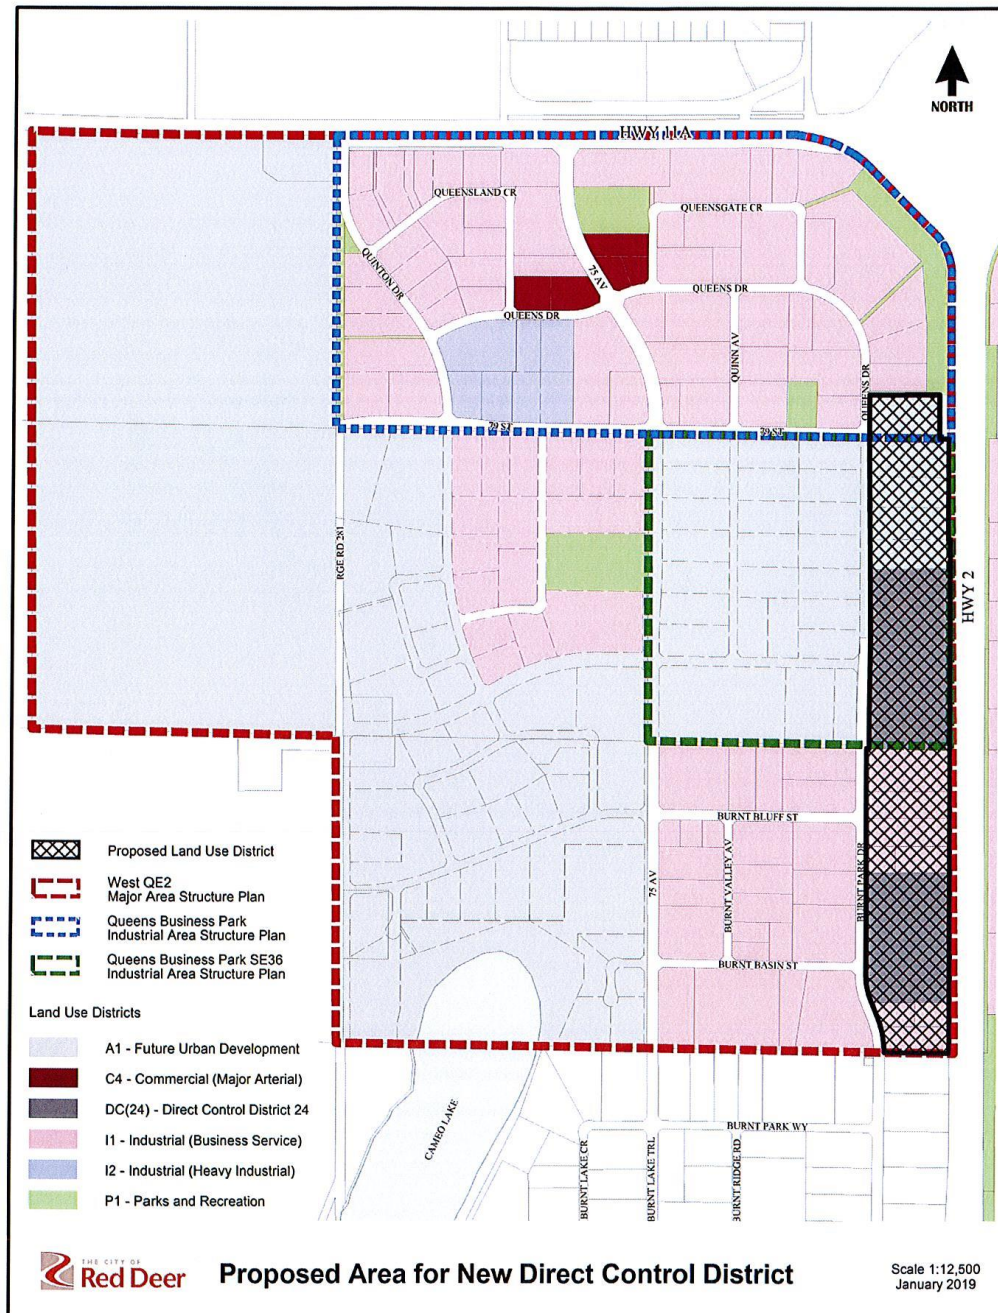 NORTH
HWY 11A
QUEENSLAND CR
QUEENSGATE CR
QUINTON DR
75 AV
QUEENS DR
QUEENS DR
QUINN AV
QUEENS DR
79 ST
79 ST
RGE RD 281
HWY 2
BURNT BLUFF ST
BURNT VALLEY AV
BURNT PARK DR
75 AV
BURNT BASIN ST
CAMEO LAKE
BURNT PARK WY
BURNT LAKE CR
BURNT LAKE TRL
BURNT RIDGE RD
Proposed Land Use District
West QE2
Major Area Structure Plan
Queens Business Park
Industrial Area Structure Plan
Queens Business Park SE36
Industrial Area Structure Plan
Land Use Districts
A1 - Future Urban Development
C4 - Commercial (Major Arterial)
DC(24) - Direct Control District 24
I1 - Industrial (Business Service)
I2 - Industrial (Heavy Industrial)
P1 - Parks and Recreation
THE CITY OF
Red Deer
Proposed Area for New Direct Control District
Scale 1:12,500
January 2019